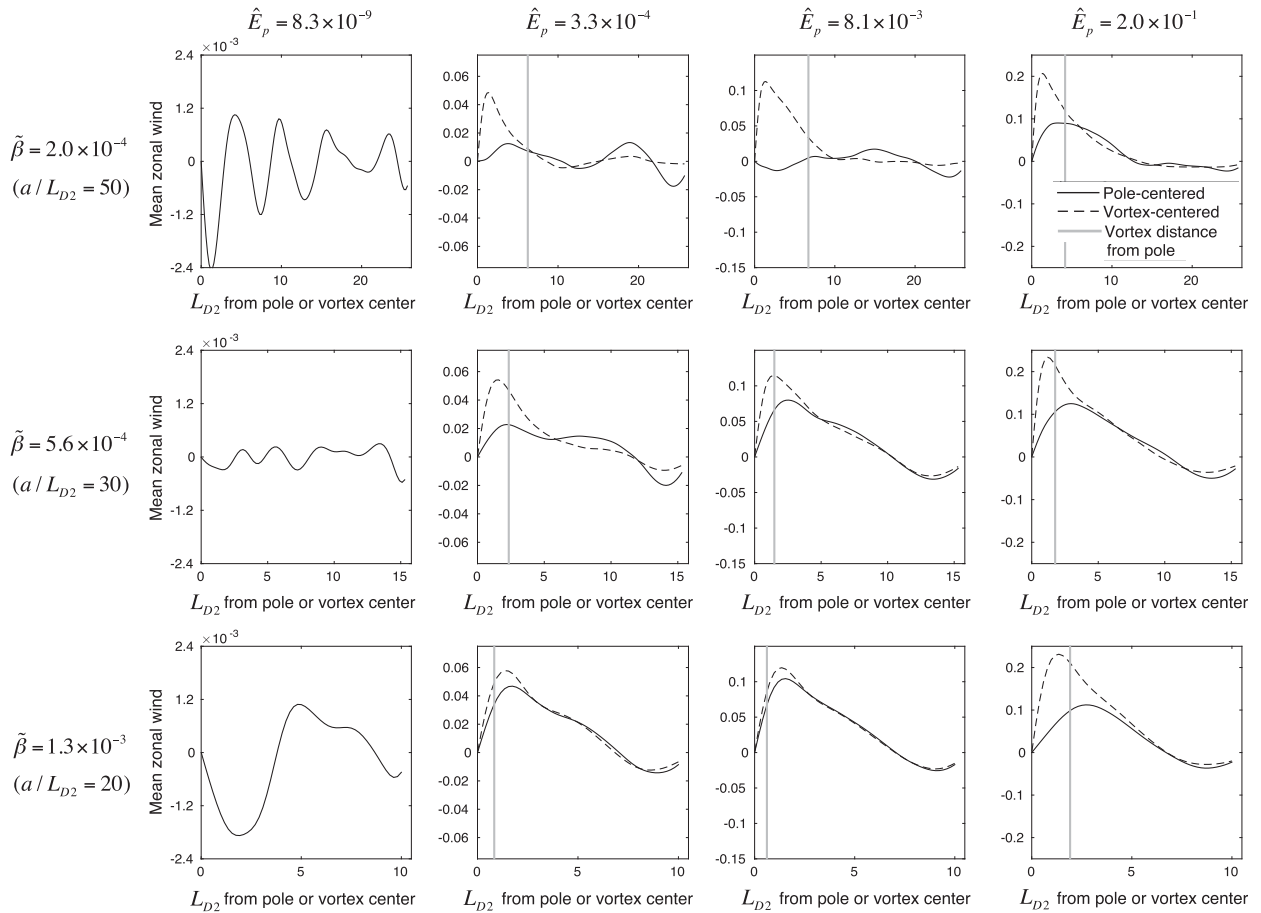 Ê_p = 8.3×10⁻⁹ Ê_p = 3.3×10⁻⁴ Ê_p = 8.1×10⁻³ Ê_p = 2.0×10⁻¹
β̃ = 2.0×10⁻⁴
(a / L_D2 = 50)
Mean zonal wind
×10⁻³
2.4
1.2
0
-1.2
-2.4
0 10 20
L_D2 from pole or vortex center
0.06
0.04
0.02
0
-0.02
-0.04
-0.06
0 10 20
L_D2 from pole or vortex center
0.1
0.05
0
-0.05
-0.1
-0.15
0 10 20
L_D2 from pole or vortex center
0.2
0.1
0
-0.1
-0.2
Pole-centered
Vortex-centered
Vortex distance
from pole
0 10 20
L_D2 from pole or vortex center
β̃ = 5.6×10⁻⁴
(a / L_D2 = 30)
Mean zonal wind
×10⁻³
2.4
1.2
0
-1.2
-2.4
0 5 10 15
L_D2 from pole or vortex center
0.06
0.04
0.02
0
-0.02
-0.04
-0.06
0 5 10 15
L_D2 from pole or vortex center
0.1
0.05
0
-0.05
-0.1
-0.15
0 5 10 15
L_D2 from pole or vortex center
0.2
0.1
0
-0.1
-0.2
0 5 10 15
L_D2 from pole or vortex center
β̃ = 1.3×10⁻³
(a / L_D2 = 20)
Mean zonal wind
×10⁻³
2.4
1.2
0
-1.2
-2.4
0 5 10
L_D2 from pole or vortex center
0.06
0.04
0.02
0
-0.02
-0.04
-0.06
0 5 10
L_D2 from pole or vortex center
0.1
0.05
0
-0.05
-0.1
-0.15
0 5 10
L_D2 from pole or vortex center
0.2
0.1
0
-0.1
-0.2
0 5 10
L_D2 from pole or vortex center